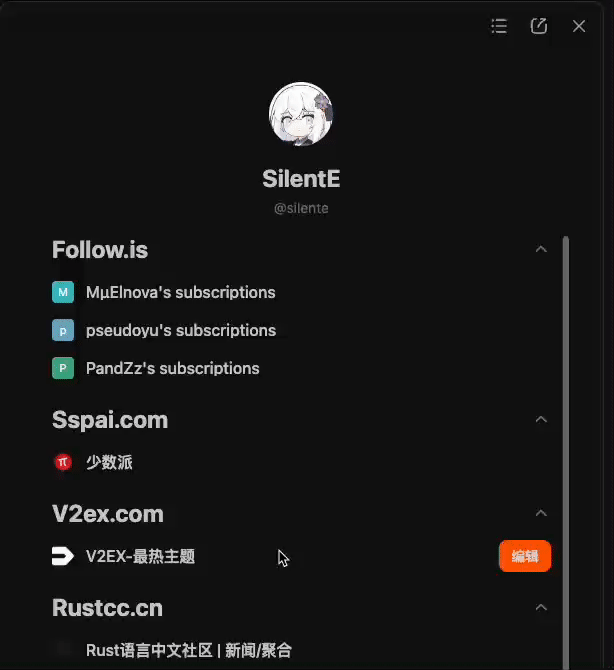 SilentE
@silente
Follow.is
M MµElnova's subscriptions
p pseudoyu's subscriptions
P PandZz's subscriptions
Sspai.com
π 少数派
V2ex.com
V2EX-最热主题 编辑
Rustcc.cn
Rust语言中文社区 | 新闻/聚合